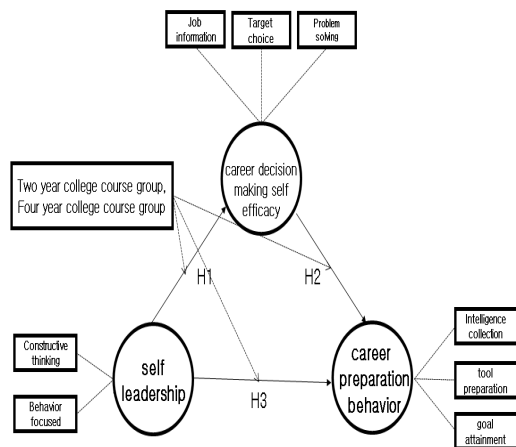 Job
information
Target
choice
Problem
solving
career decision
making self
efficacy
Two year college course group,
Four year college course group
H1
H2
Intelligence
collection
Constructive
thinking
self
leadership
career
preparation
behavior
tool
preparation
Behavior
focused
H3
goal
attainment